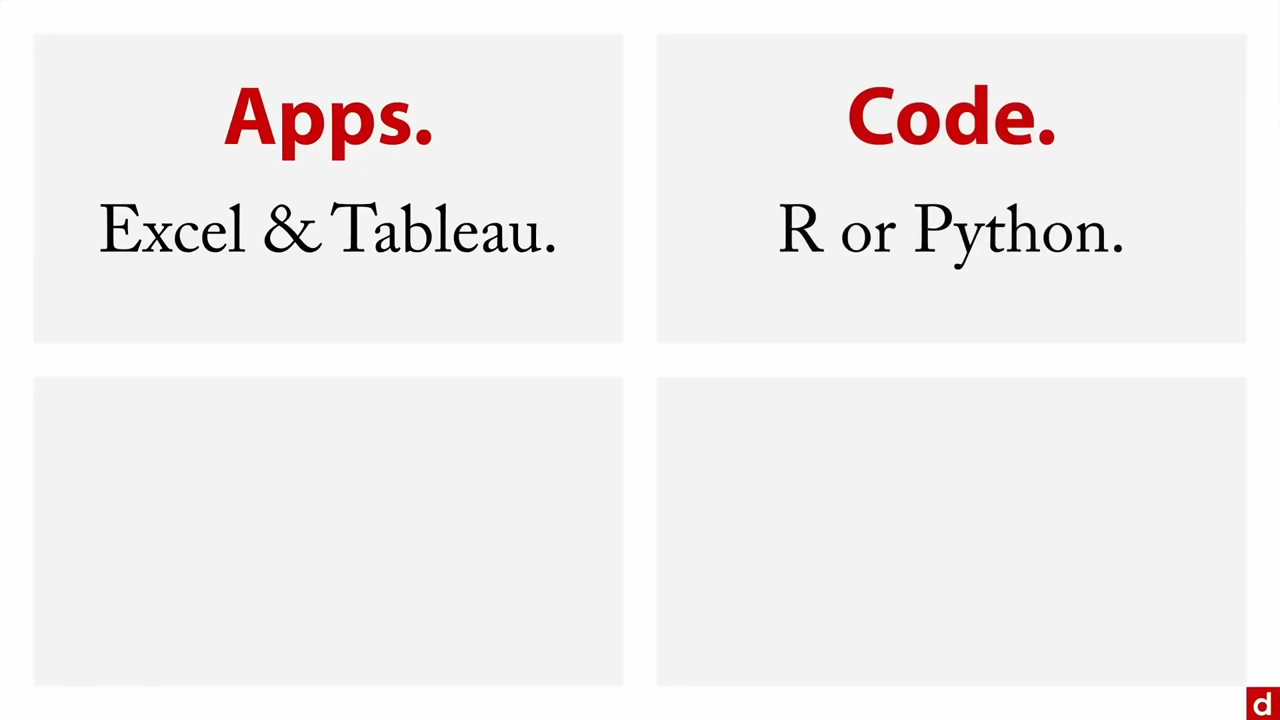 Apps.
Code.
Excel & Tableau.
R or Python.
d